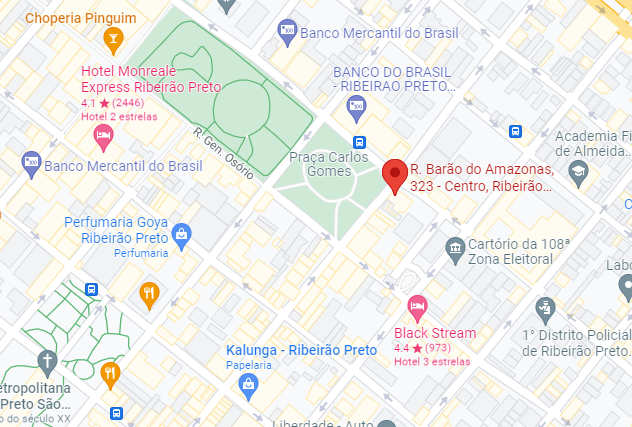 Choperia Pinguim
Banco Mercantil do Brasil
Hotel Monreale
Express Ribeirão Preto
4.1 ★ (2446)
Hotel 2 estrelas
BANCO DO BRASIL
- RIBEIRAO PRETO...
R. Gen. Osório
Praça Carlos
Gomes
Academia Fi
de Almeida...
Banco Mercantil do Brasil
R. Barão do Amazonas,
323 - Centro, Ribeirão...
Perfumaria Goya
Ribeirão Preto
Perfumaria
Cartório da 108ª
Zona Eleitoral
Labo
Black Stream
4.4 ★ (973)
Hotel 3 estrelas
1° Distrito Policial
de Ribeirão Preto...
Kalunga - Ribeirão Preto
Papelaria
etropolitana
Preto São...
o do século XX
Liberdade - Auto